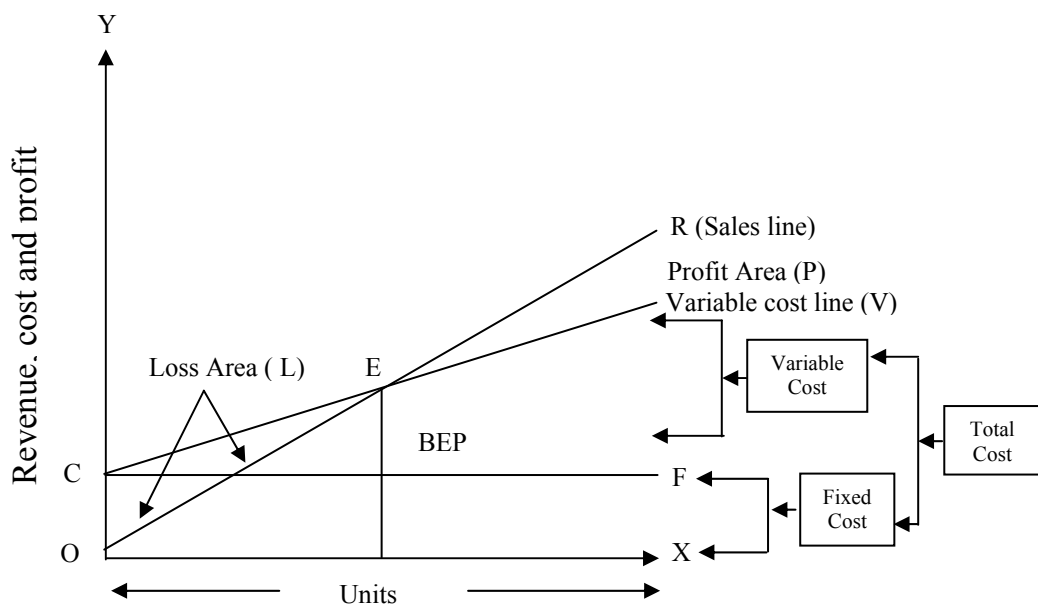 Y
Revenue. cost and profit
R (Sales line)
Profit Area (P)
Variable cost line (V)
Loss Area ( L)
E
Variable
Cost
BEP
Total
Cost
C
F
Fixed
Cost
O
X
Units